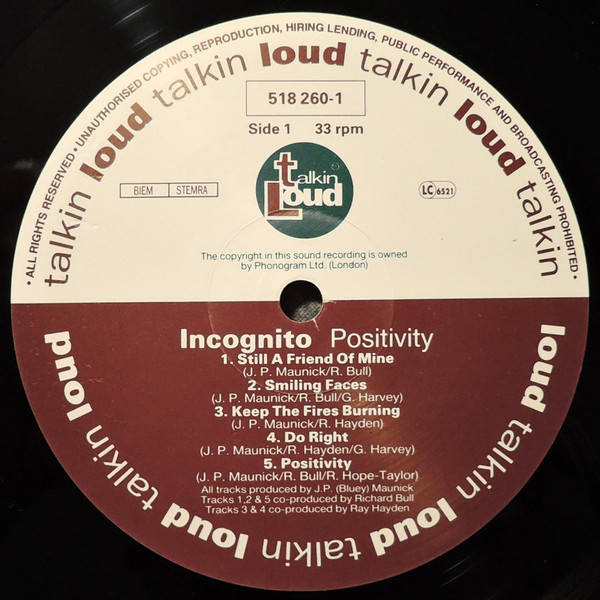 • ALL RIGHTS RESERVED • UNAUTHORISED COPYING, REPRODUCTION, HIRING LENDING, PUBLIC PERFORMANCE AND BROADCASTING PROHIBITED •
talkin loud talkin loud talkin loud talkin
loud talkin loud talkin loud talkin loud
518 260-1
Side 1 33 rpm
talkin
Loud
BIEM STEMRA
LC 6521
The copyright in this sound recording is owned
by Phonogram Ltd. (London)
Incognito Positivity
1. Still A Friend Of Mine
(J. P. Maunick/R. Bull)
2. Smiling Faces
(J. P. Maunick/R. Bull/G. Harvey)
3. Keep The Fires Burning
(J. P. Maunick/R. Hayden)
4. Do Right
(J. P. Maunick/R. Hayden/G. Harvey)
5. Positivity
(J. P. Maunick/R. Bull/R. Hope-Taylor)
All tracks produced by J.P. (Bluey) Maunick
Tracks 1,2 & 5 co-produced by Richard Bull
Tracks 3 & 4 co-produced by Ray Hayden